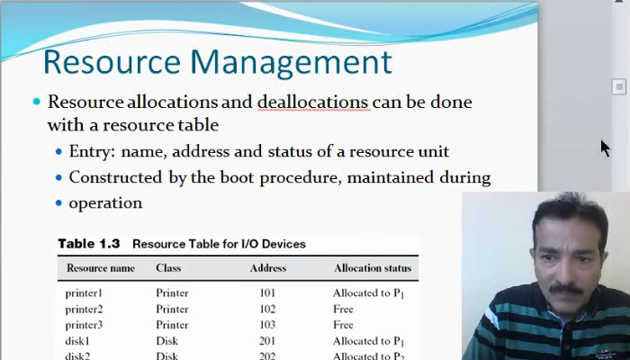 Resource Management
Resource allocations and deallocations can be done
with a resource table
Entry: name, address and status of a resource unit
Constructed by the boot procedure, maintained during
operation
Table 1.3 Resource Table for I/O Devices
Resource name Class Address Allocation status
printer1 Printer 101 Allocated to P1
printer2 Printer 102 Free
printer3 Printer 103 Free
disk1 Disk 201 Allocated to P1
disk2 Disk 202 Allocated to P2